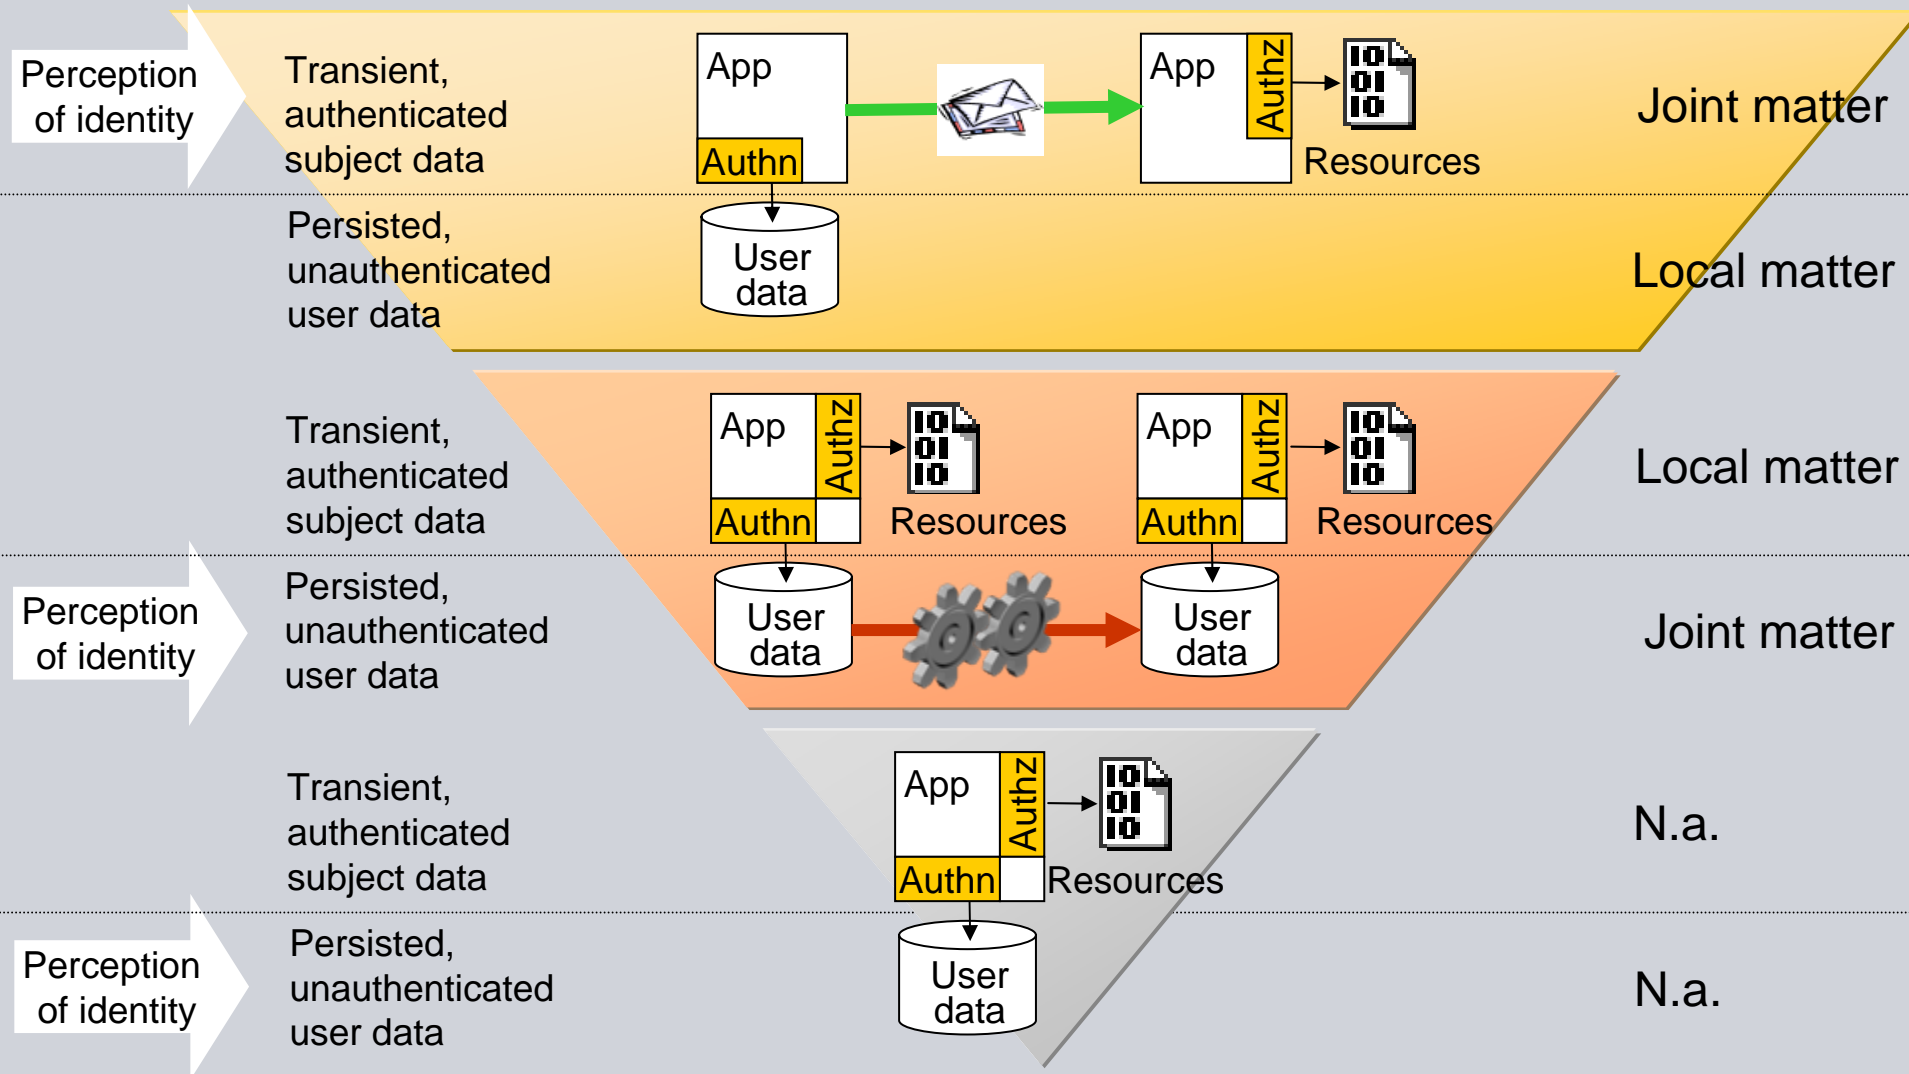 Perception
of identity
Transient,
authenticated
subject data
App
Authn
App
Authz
Resources
Joint matter
Persisted,
unauthenticated
user data
User
data
Local matter
Transient,
authenticated
subject data
App
Authz
Authn
Resources
App
Authz
Authn
Resources
Local matter
Perception
of identity
Persisted,
unauthenticated
user data
User
data
User
data
Joint matter
Transient,
authenticated
subject data
App
Authz
Authn
Resources
N.a.
Perception
of identity
Persisted,
unauthenticated
user data
User
data
N.a.